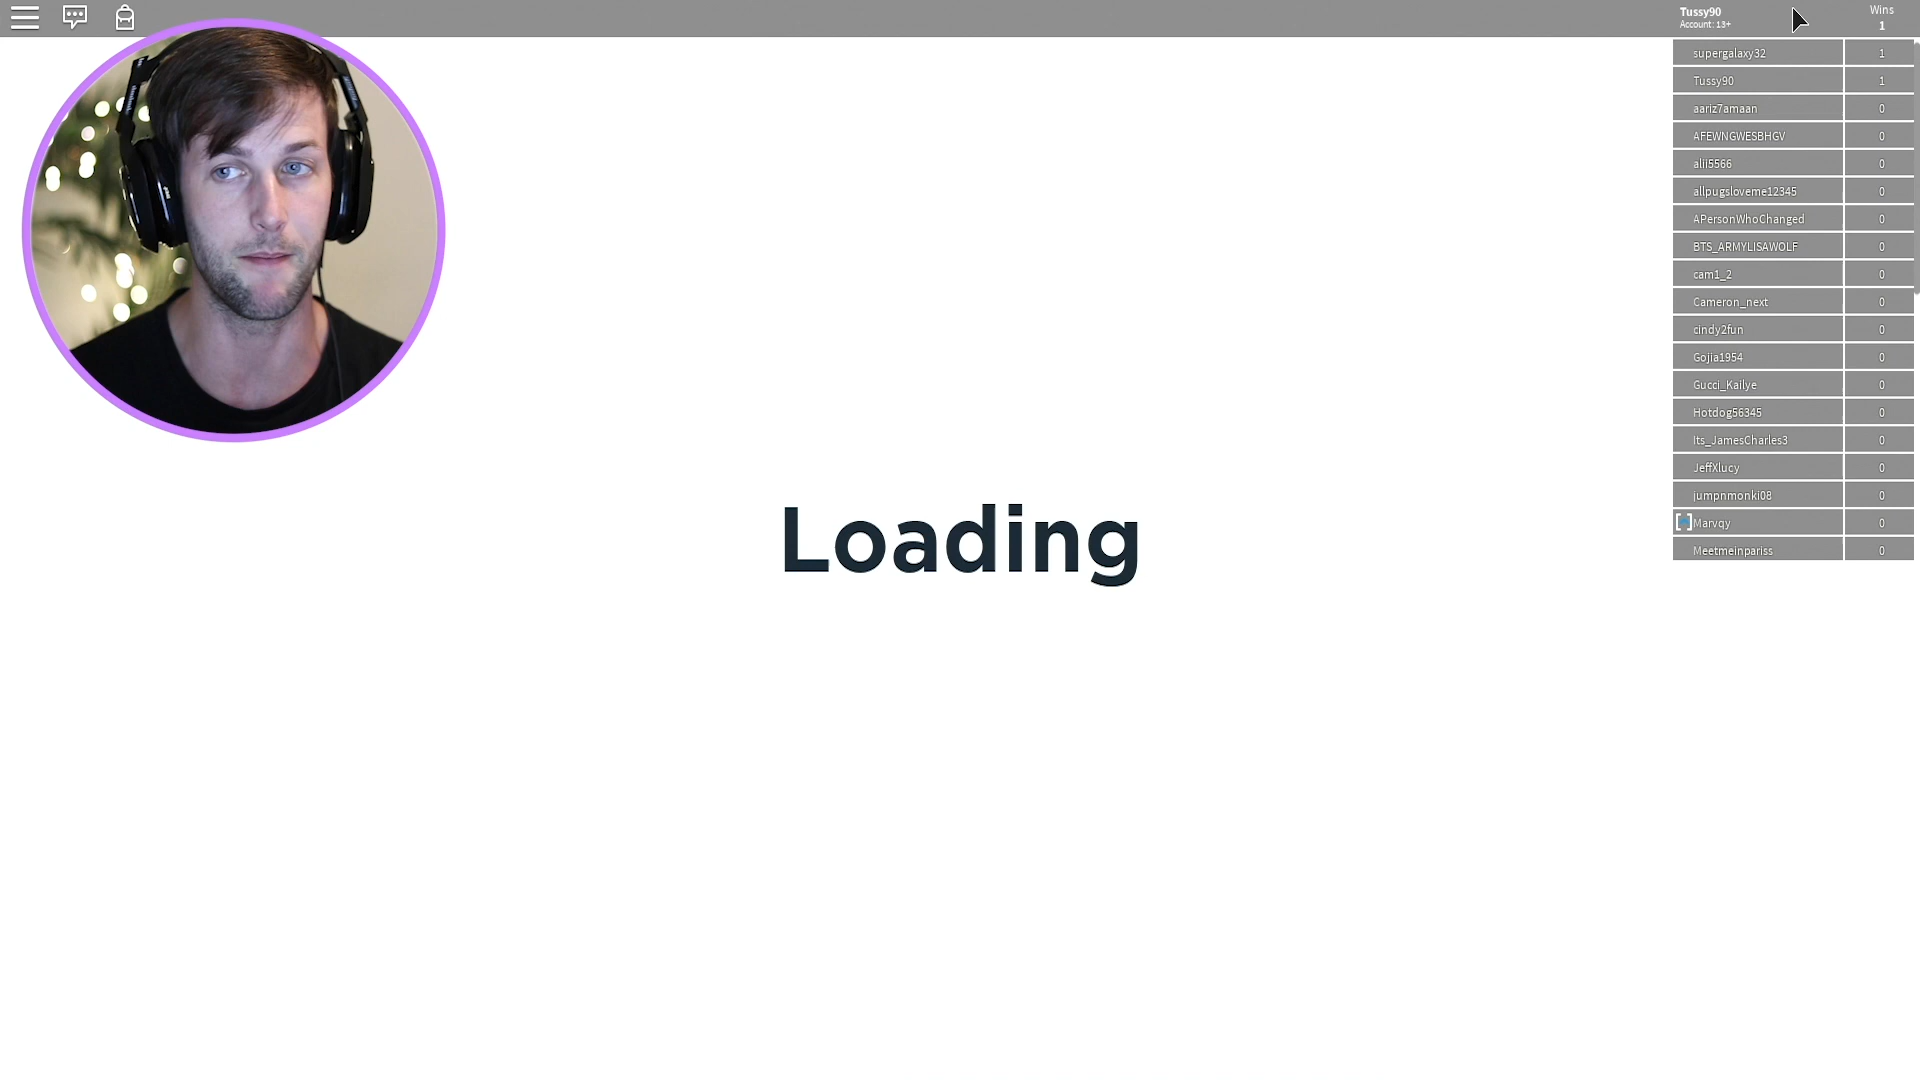 Tussy90
Account: 13+
Wins
1
supergalaxy32 1
Tussy90 1
aariz7amaan 0
AFEWNGWESBHGV 0
alii5566 0
allpugsloveme12345 0
APersonWhoChanged 0
BTS_ARMYLISAWOLF 0
cam1_2 0
Cameron_next 0
cindy2fun 0
Gojia1954 0
Gucci_Kailye 0
Hotdog56345 0
Its_JamesCharles3 0
JeffXlucy 0
jumpnmonki08 0
Marvqy 0
Meetmeinpariss 0
Loading